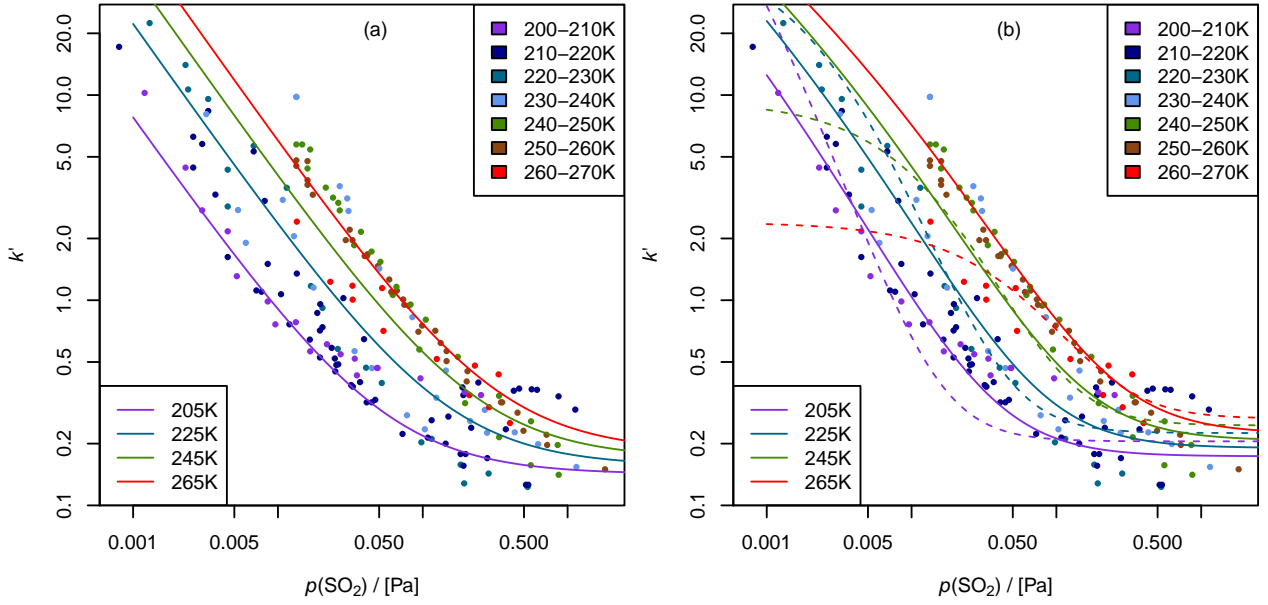 (a)
200−210K
210−220K
220−230K
230−240K
240−250K
250−260K
260−270K
205K
225K
245K
265K
20.0
10.0
5.0
2.0
1.0
0.5
0.2
0.1
k'
0.001
0.005
0.050
0.500
p(SO2) / [Pa]
(b)
200−210K
210−220K
220−230K
230−240K
240−250K
250−260K
260−270K
205K
225K
245K
265K
20.0
10.0
5.0
2.0
1.0
0.5
0.2
0.1
k'
0.001
0.005
0.050
0.500
p(SO2) / [Pa]